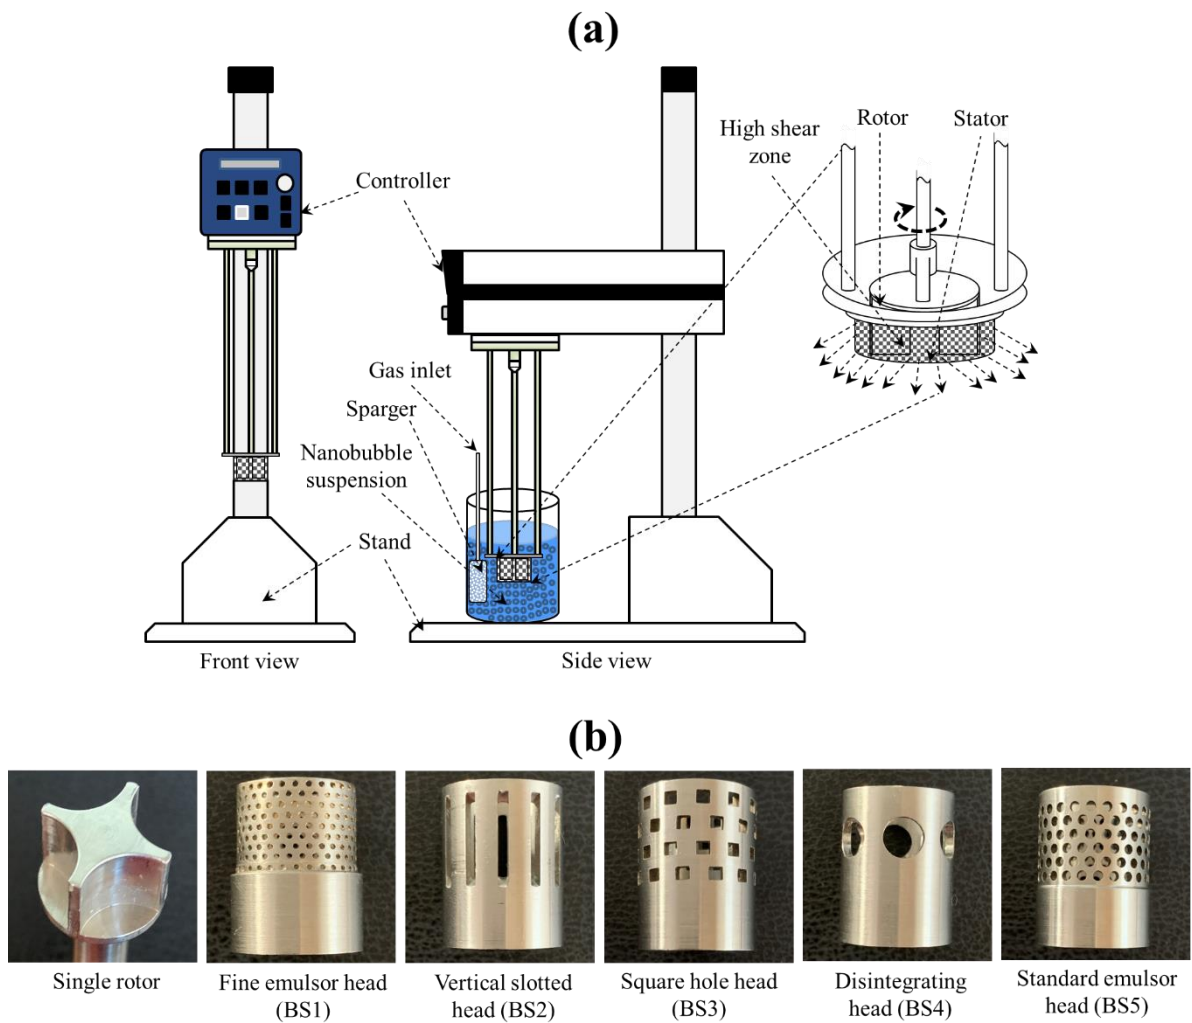 (a)
High shear
zone
Rotor
Stator
Controller
Gas inlet
Sparger
Nanobubble
suspension
Stand
Front view
Side view
(b)
Single rotor
Fine emulsor head
(BS1)
Vertical slotted
head (BS2)
Square hole head
(BS3)
Disintegrating
head (BS4)
Standard emulsor
head (BS5)